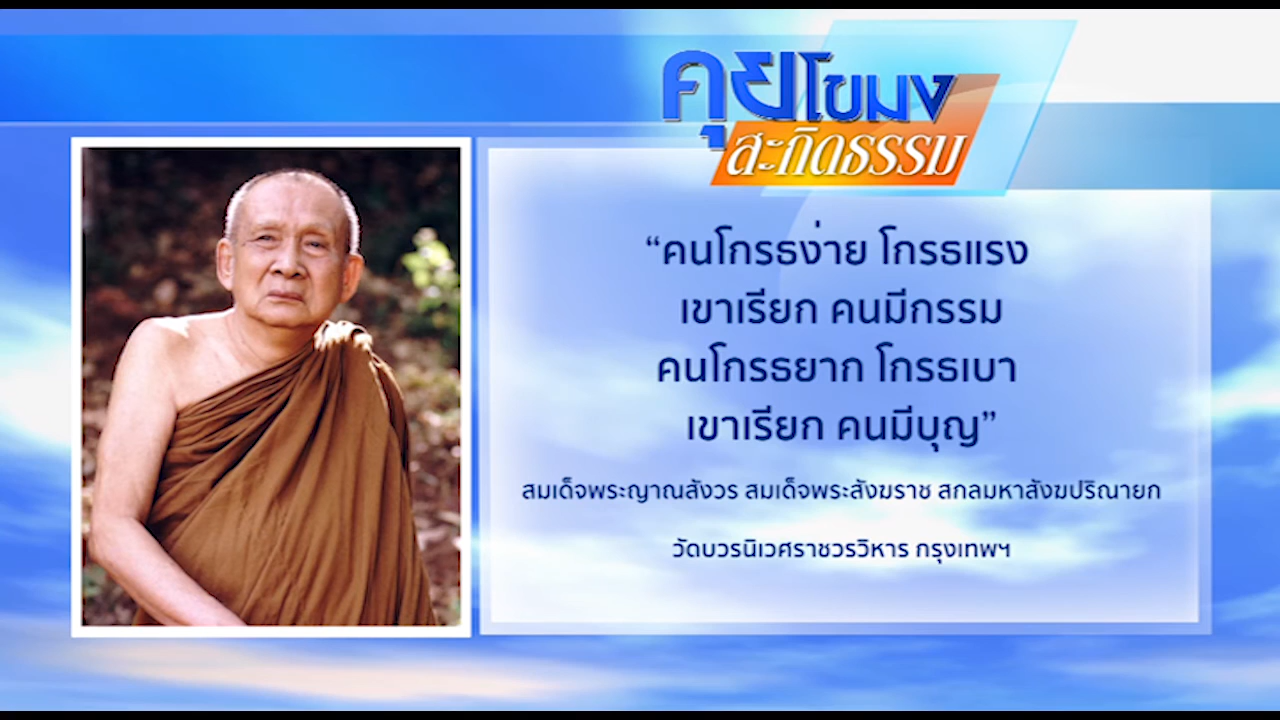 คุยโขมง
สะกิดธรรม
“คนโกรธง่าย โกรธแรง
เขาเรียก คนมีกรรม
คนโกรธยาก โกรธเบา
เขาเรียก คนมีบุญ”
สมเด็จพระญาณสังวร สมเด็จพระสังฆราช สกลมหาสังฆปริณายก
วัดบวรนิเวศราชวรวิหาร กรุงเทพฯ